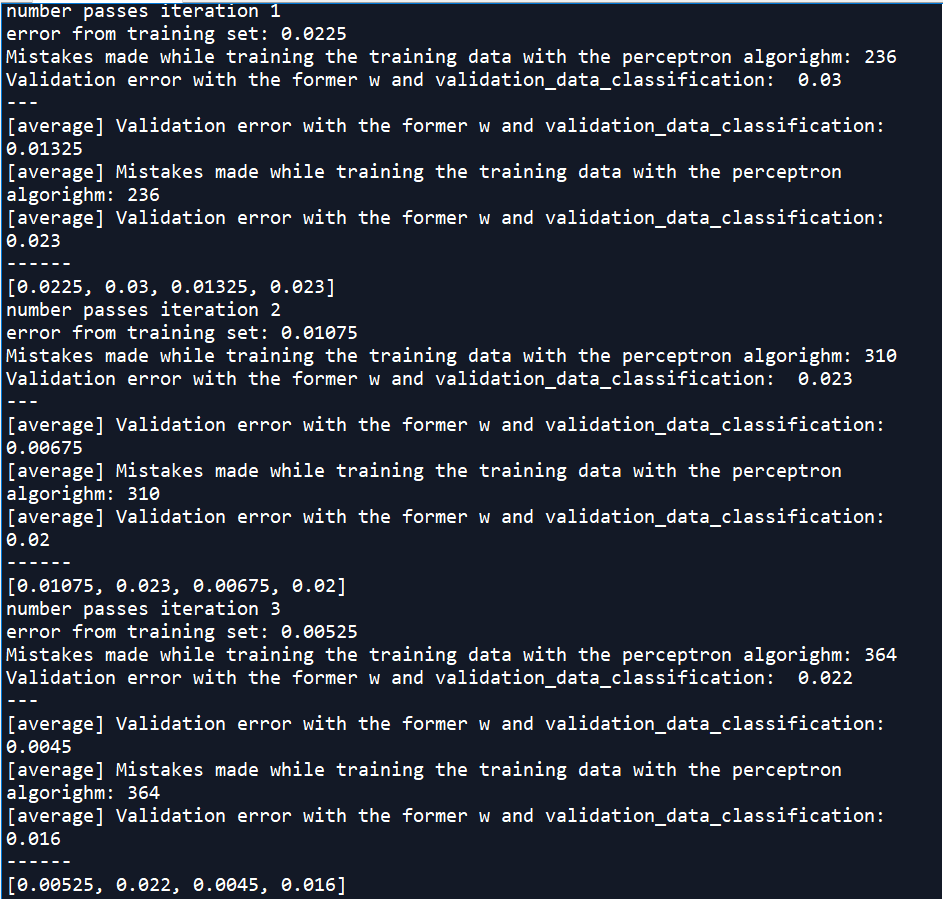 number passes iteration 1
error from training set: 0.0225
Mistakes made while training the training data with the perceptron algorighm: 236
Validation error with the former w and validation_data_classification:  0.03
---
[average] Validation error with the former w and validation_data_classification:
0.01325
[average] Mistakes made while training the training data with the perceptron
algorighm: 236
[average] Validation error with the former w and validation_data_classification:
0.023
------
[0.0225, 0.03, 0.01325, 0.023]
number passes iteration 2
error from training set: 0.01075
Mistakes made while training the training data with the perceptron algorighm: 310
Validation error with the former w and validation_data_classification:  0.023
---
[average] Validation error with the former w and validation_data_classification:
0.00675
[average] Mistakes made while training the training data with the perceptron
algorighm: 310
[average] Validation error with the former w and validation_data_classification:
0.02
------
[0.01075, 0.023, 0.00675, 0.02]
number passes iteration 3
error from training set: 0.00525
Mistakes made while training the training data with the perceptron algorighm: 364
Validation error with the former w and validation_data_classification:  0.022
---
[average] Validation error with the former w and validation_data_classification:
0.0045
[average] Mistakes made while training the training data with the perceptron
algorighm: 364
[average] Validation error with the former w and validation_data_classification:
0.016
------
[0.00525, 0.022, 0.0045, 0.016]